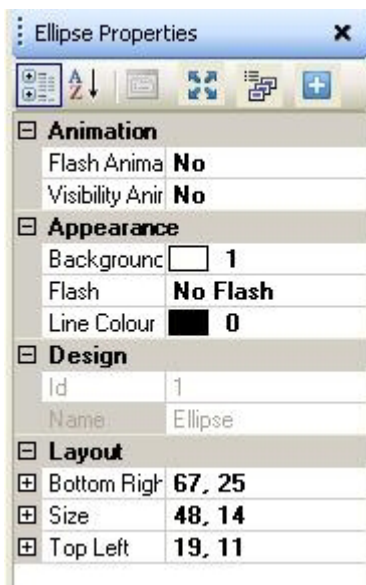 Ellipse Properties
Animation
Flash Anima No
Visibility Anir No
Appearance
Background 1
Flash No Flash
Line Colour 0
Design
Id 1
Name Ellipse
Layout
Bottom Righ 67, 25
Size 48, 14
Top Left 19, 11